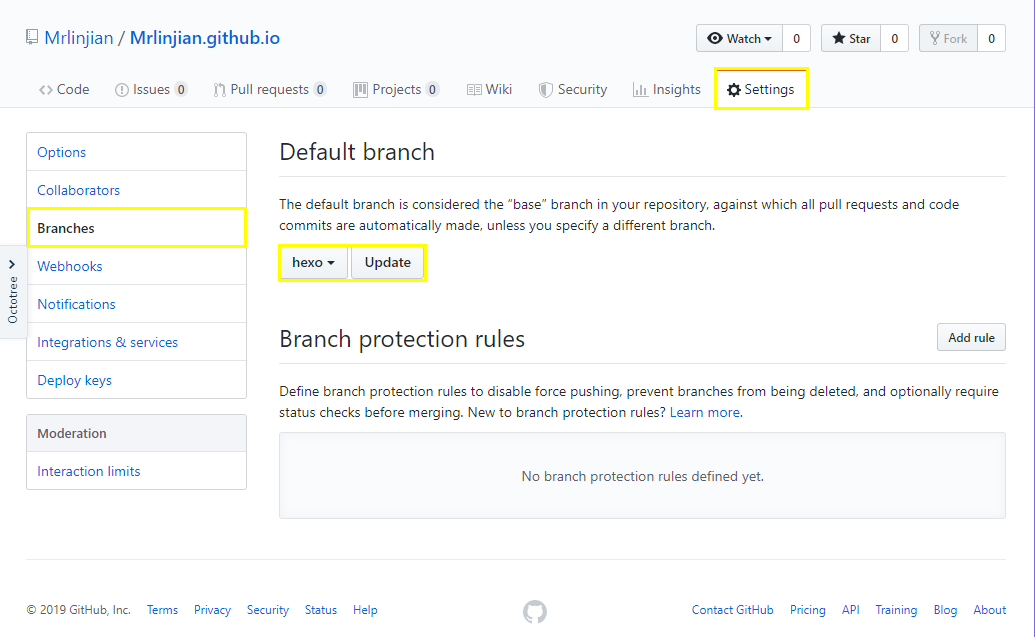 Mrlinjian / Mrlinjian.github.io
Watch 0 Star 0 Fork 0
Code Issues 0 Pull requests 0 Projects 0 Wiki Security Insights Settings
Options
Collaborators
Branches
Webhooks
Notifications
Integrations & services
Deploy keys
Moderation
Interaction limits
Octotree
Default branch
The default branch is considered the “base” branch in your repository, against which all pull requests and code
commits are automatically made, unless you specify a different branch.
hexo Update
Branch protection rules
Add rule
Define branch protection rules to disable force pushing, prevent branches from being deleted, and optionally require
status checks before merging. New to branch protection rules? Learn more.
No branch protection rules defined yet.
© 2019 GitHub, Inc. Terms Privacy Security Status Help Contact GitHub Pricing API Training Blog About